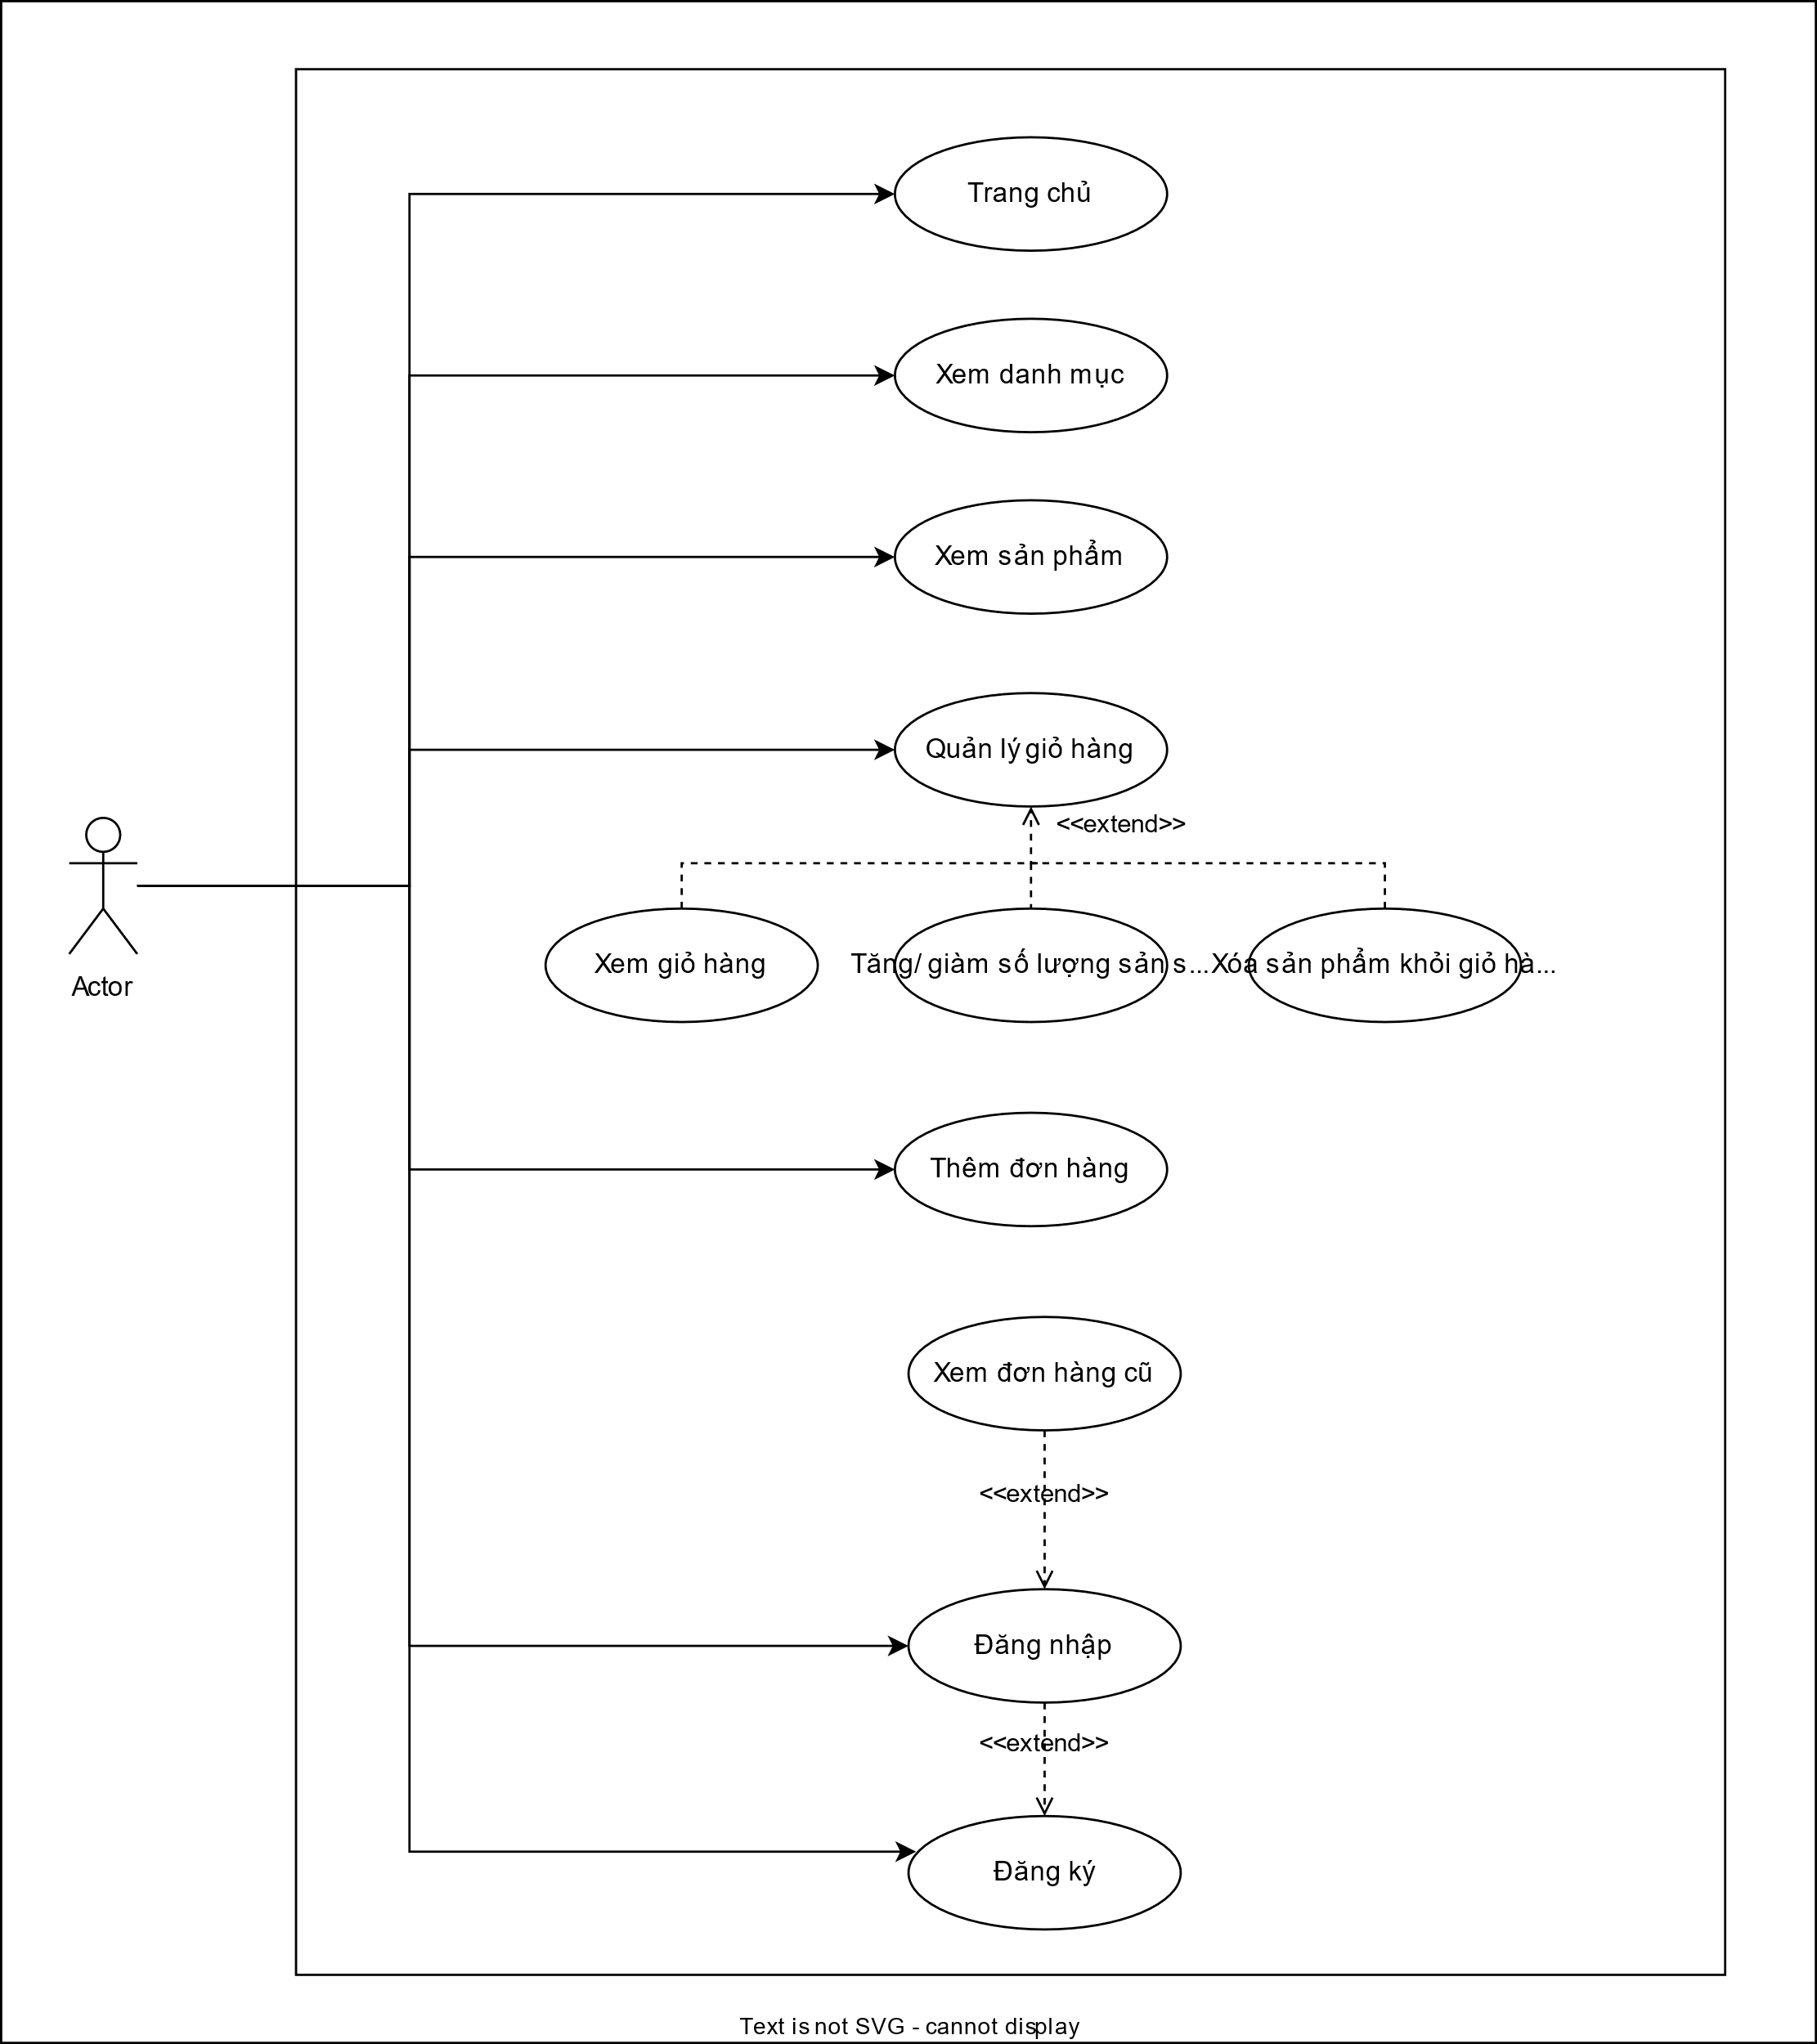 Trang chủ
Xem danh mục
Xem sản phẩm
Quản lý giỏ hàng
<<extend>>
Actor
Xem giỏ hàng
Tăng/ giàm số lượng sản s...
Xóa sản phẩm khỏi giỏ hà...
Thêm đơn hàng
Xem đơn hàng cũ
<<extend>>
Đăng nhập
<<extend>>
Đăng ký
Text is not SVG - cannot display